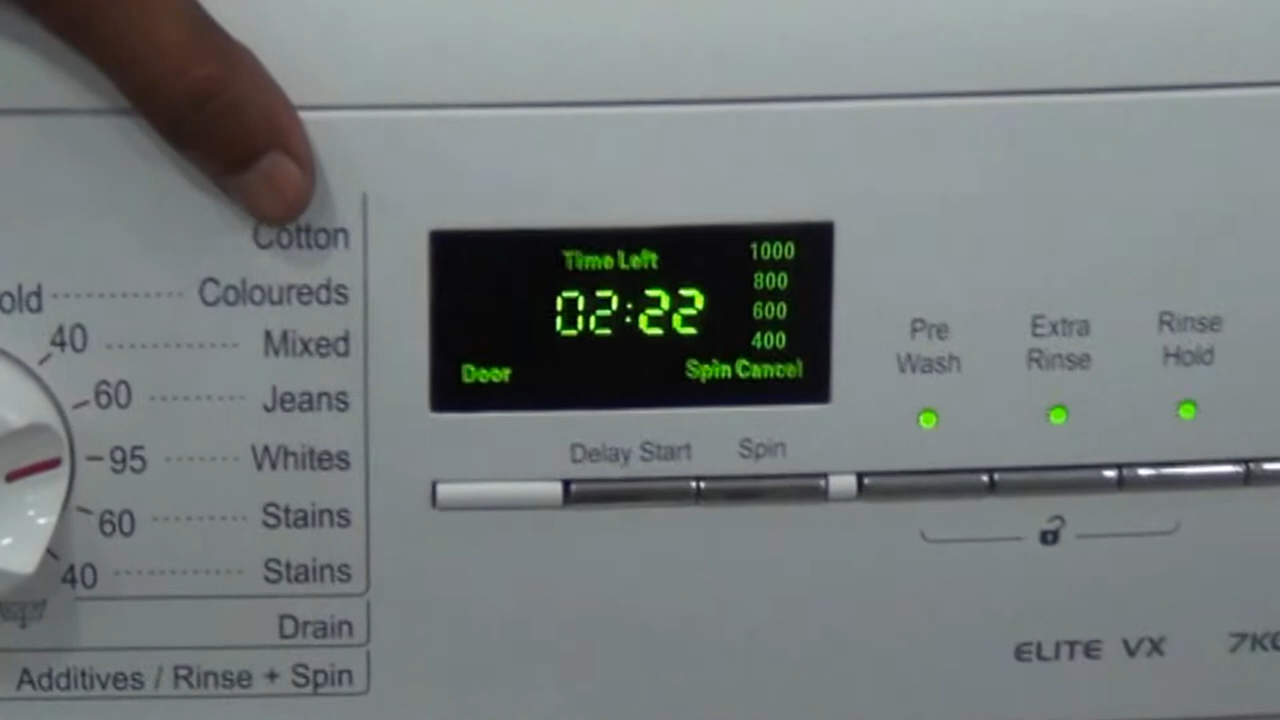 Cotton
old Coloureds
40 Mixed
60 Jeans
95 Whites
60 Stains
40 Stains
Drain
Additives / Rinse + Spin
Time Left
02:22
Door
1000
800
600
400
Spin Cancel
Delay Start
Spin
Pre
Wash
Extra
Rinse
Rinse
Hold
ELITE VX
7KG